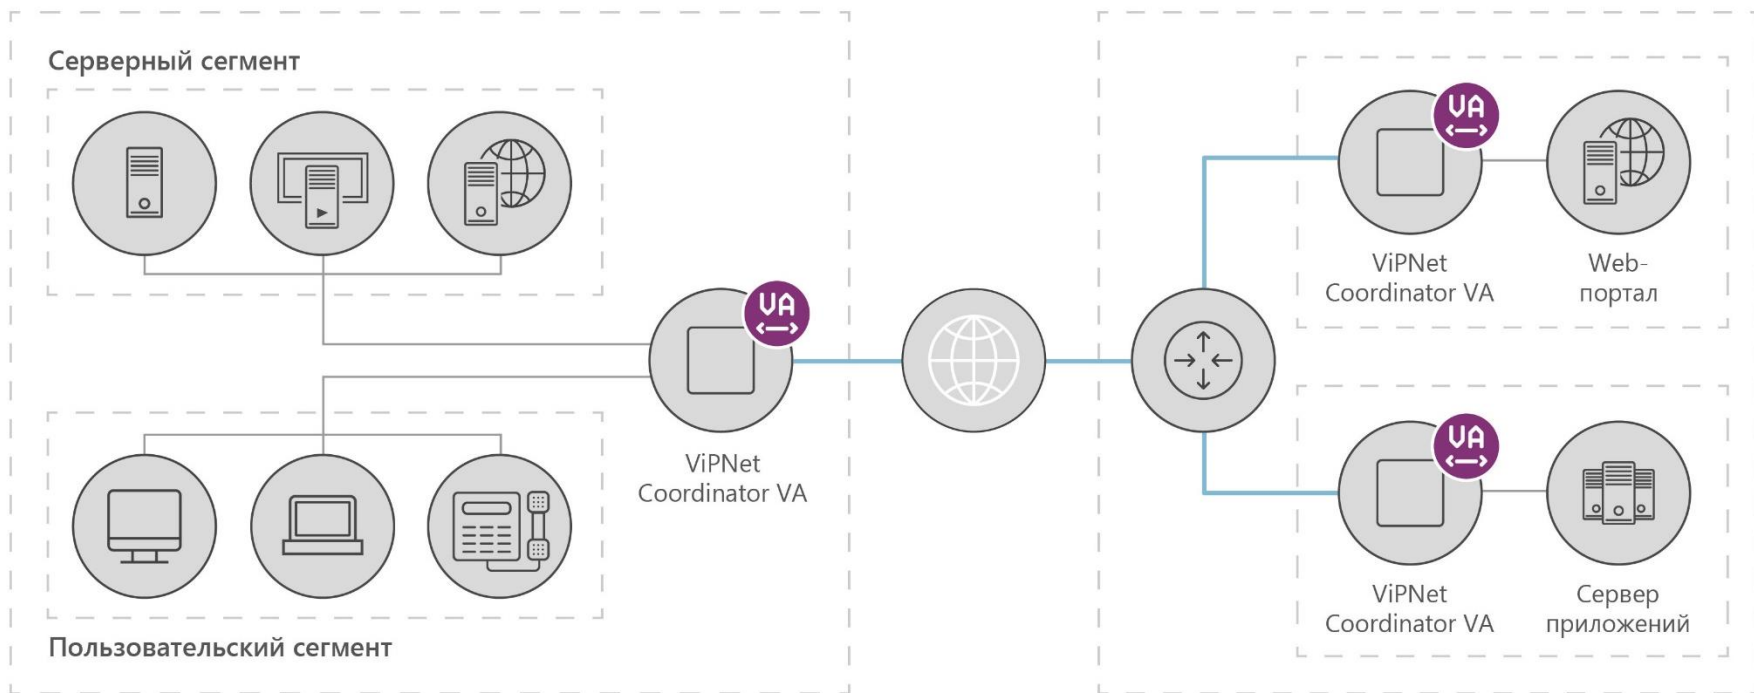 Серверный сегмент
VA
ViPNet
Coordinator VA
Пользовательский сегмент
VA
ViPNet
Coordinator VA
Web-
портал
VA
ViPNet
Coordinator VA
Сервер
приложений